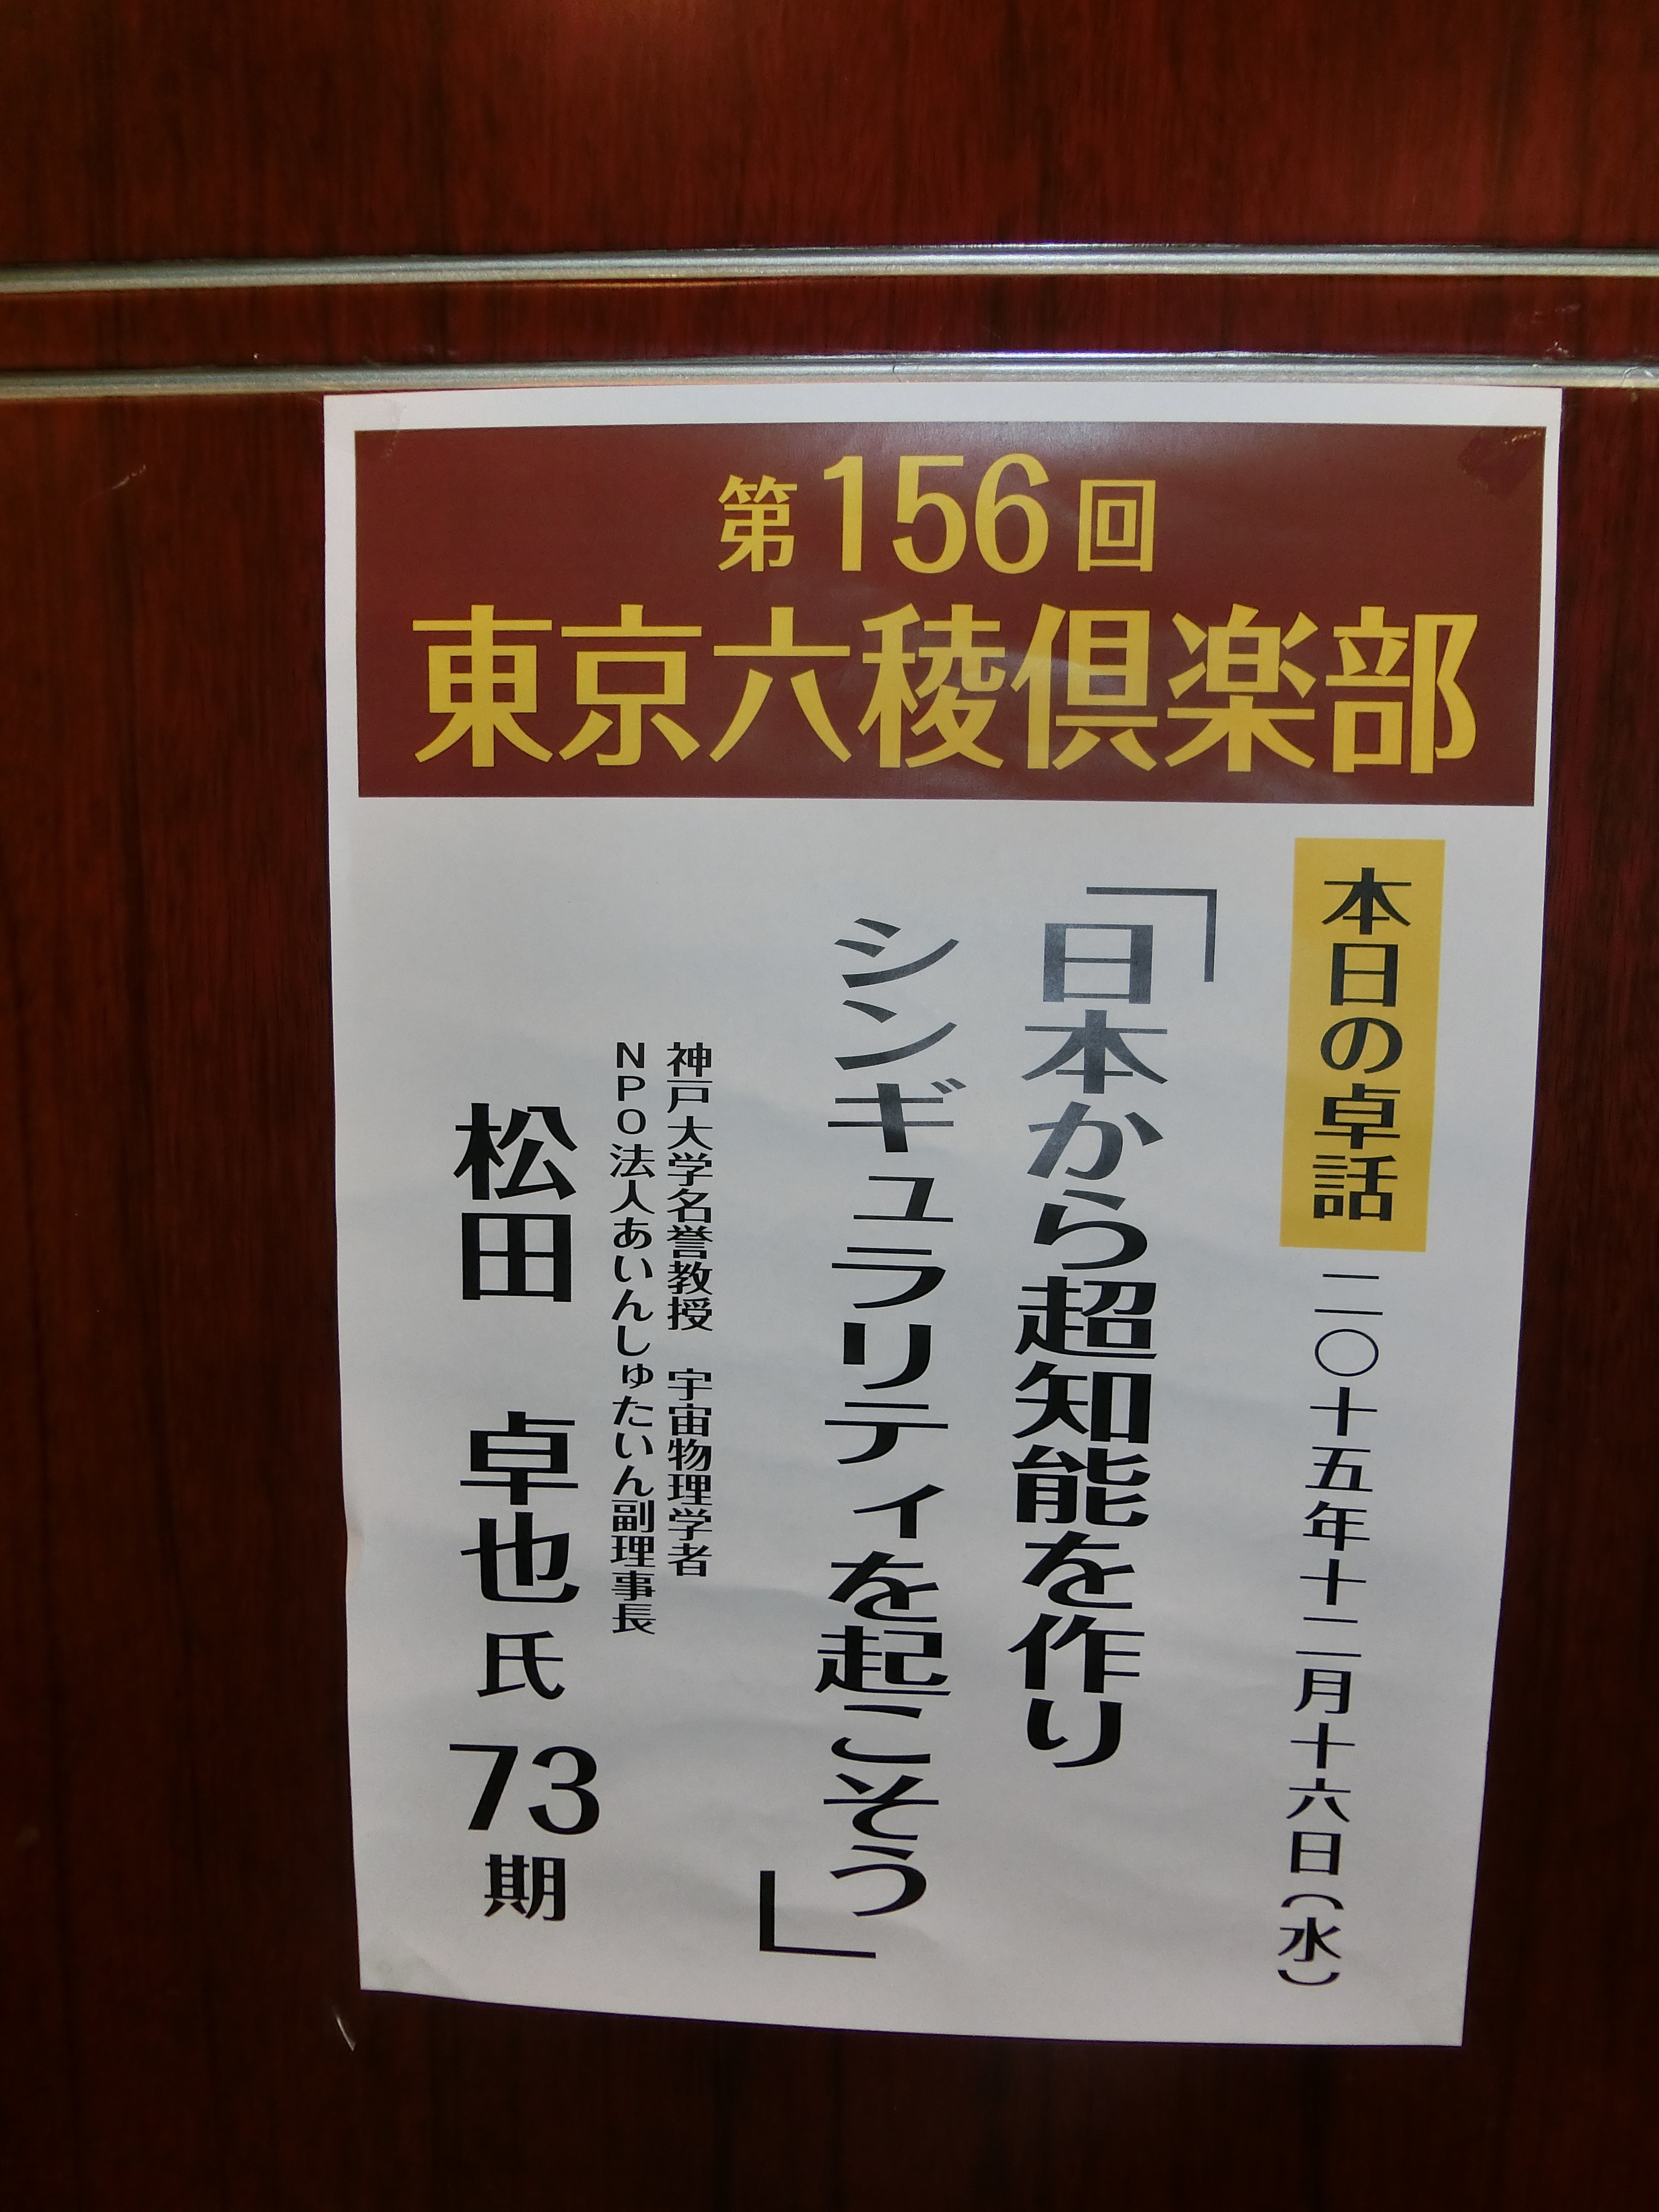 第156回
東京六稜倶楽部
本日の卓話 二〇十五年十二月十六日(水)
「日本から超知能を作り
シンギュラリティを起こそう」
神戸大学名誉教授 宇宙物理学者
NPO法人あいんしゅたいん副理事長
松田 卓也氏 73期